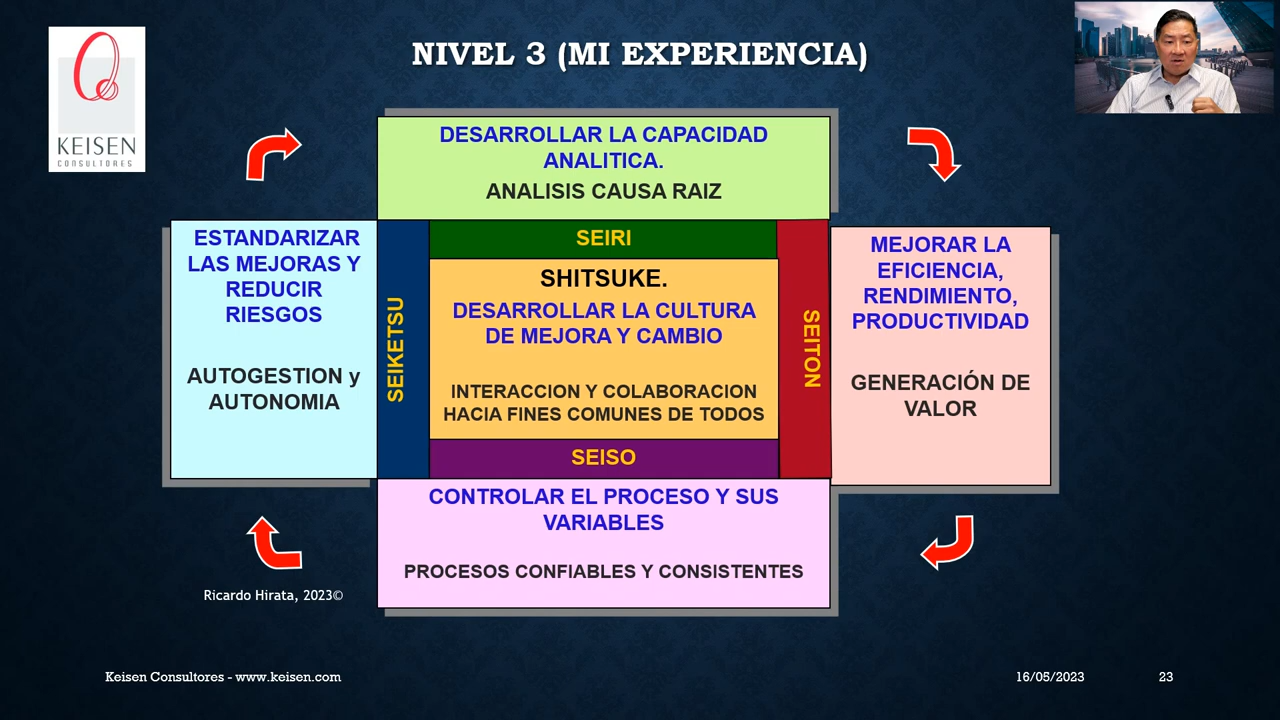 NIVEL 3 (MI EXPERIENCIA)
KEISEN
CONSULTORES
DESARROLLAR LA CAPACIDAD
ANALITICA.
ANALISIS CAUSA RAIZ
ESTANDARIZAR
LAS MEJORAS Y
REDUCIR
RIESGOS
AUTOGESTION y
AUTONOMIA
SEIKETSU
SEIRI
SHITSUKE.
DESARROLLAR LA CULTURA
DE MEJORA Y CAMBIO
INTERACCION Y COLABORACION
HACIA FINES COMUNES DE TODOS
SEISO
SEITON
MEJORAR LA
EFICIENCIA,
RENDIMIENTO,
PRODUCTIVIDAD
GENERACIÓN DE
VALOR
CONTROLAR EL PROCESO Y SUS
VARIABLES
PROCESOS CONFIABLES Y CONSISTENTES
Ricardo Hirata, 2023©
Keisen Consultores - www.keisen.com
16/05/2023
23